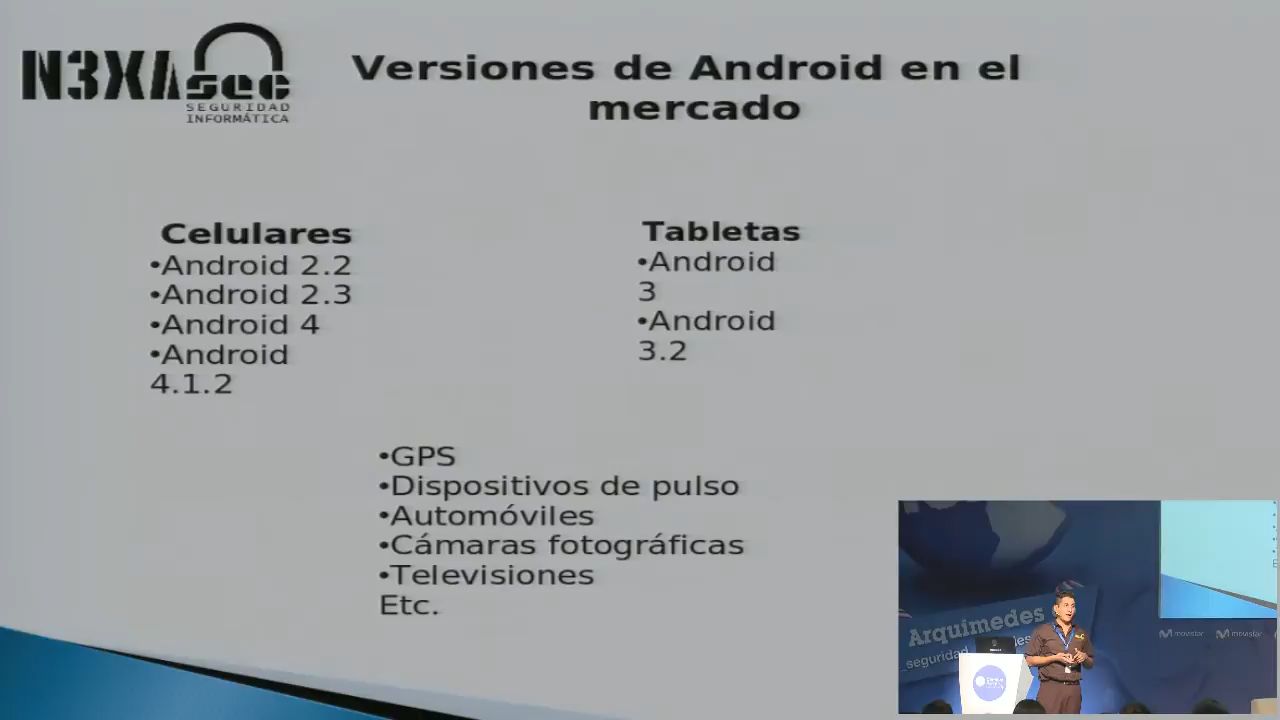 N3XAsec
SEGURIDAD
INFORMÁTICA
Versiones de Android en el
mercado
Celulares
•Android 2.2
•Android 2.3
•Android 4
•Android
4.1.2
Tabletas
•Android
3
•Android
3.2
•GPS
•Dispositivos de pulso
•Automóviles
•Cámaras fotográficas
•Televisiones
Etc.
Arquimedes
seguridad
movistar movistar